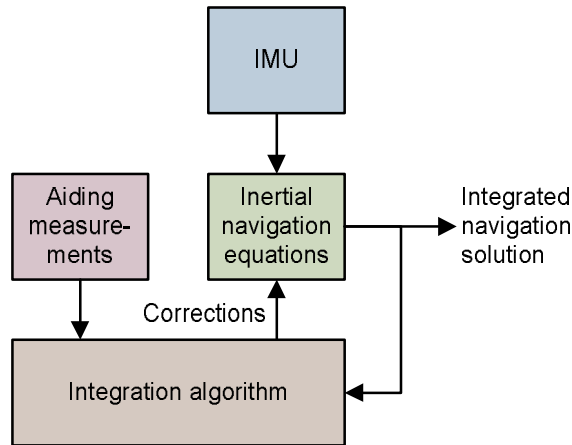 IMU
Aiding
measure-
ments
Inertial
navigation
equations
Integrated
navigation
solution
Corrections
Integration algorithm